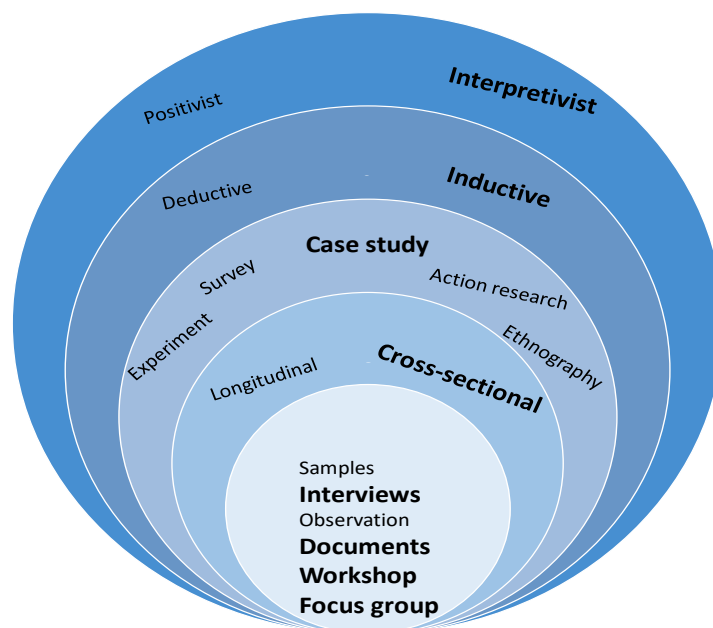 Positivist
Interpretivist
Deductive
Inductive
Case study
Survey
Action research
Experiment
Ethnography
Longitudinal
Cross-sectional
Samples
Interviews
Observation
Documents
Workshop
Focus group